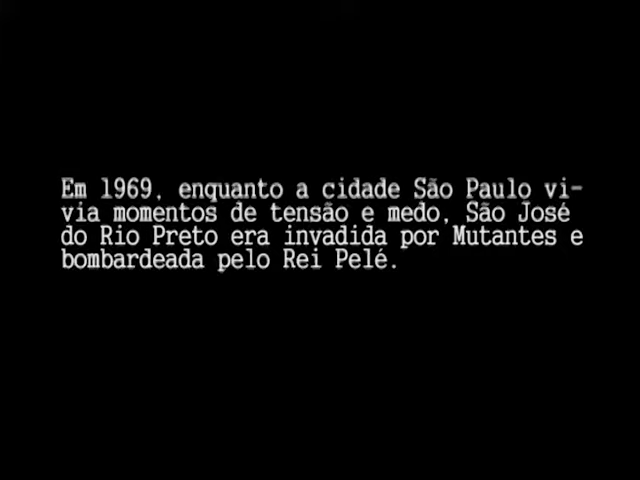 Em 1969, enquanto a cidade São Paulo vi-
via momentos de tensão e medo, São José
do Rio Preto era invadida por Mutantes e
bombardeada pelo Rei Pelé.